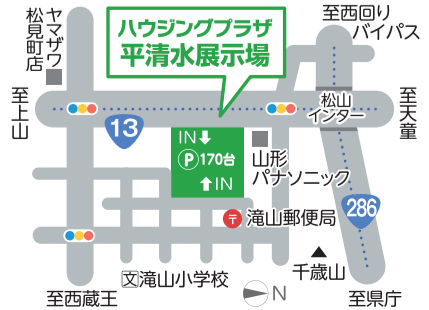 ヤマザワ
松見町店
ハウジングプラザ
平清水展示場
至西回り
バイパス
至上山
13
松山
インター
至天童
IN
P 170台
IN
山形
パナソニック
286
〒滝山郵便局
文 滝山小学校
千歳山
至西蔵王
N
至県庁